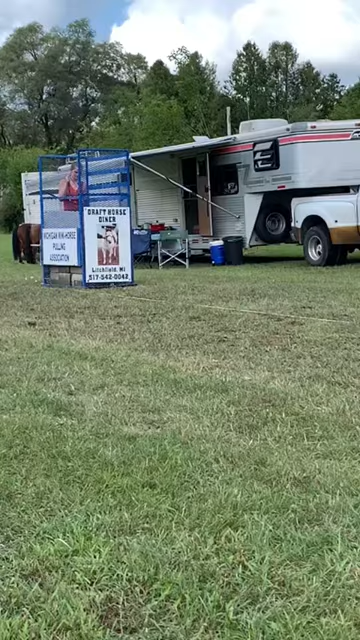 MICHIGAN MINI-HORSE
PULLING
ASSOCIATION
DRAFT HORSE
DINER
Litchfield, MI
517-542-0042